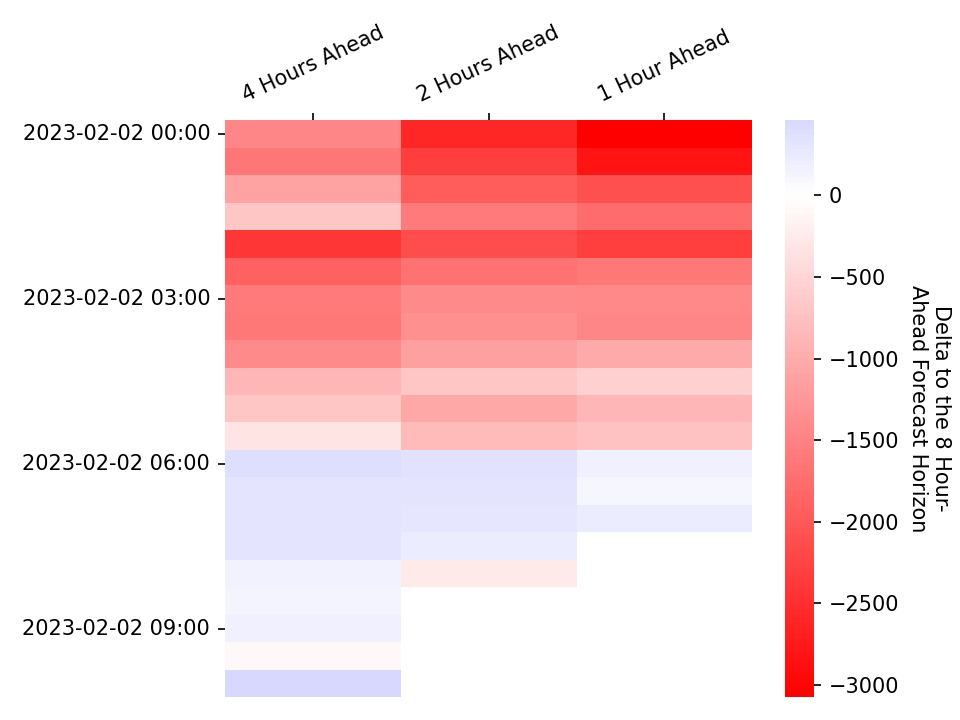 4 Hours Ahead
2 Hours Ahead
1 Hour Ahead
2023-02-02 00:00
2023-02-02 03:00
2023-02-02 06:00
2023-02-02 09:00
0
−500
−1000
−1500
−2000
−2500
−3000
Delta to the 8 Hour-
Ahead Forecast Horizon